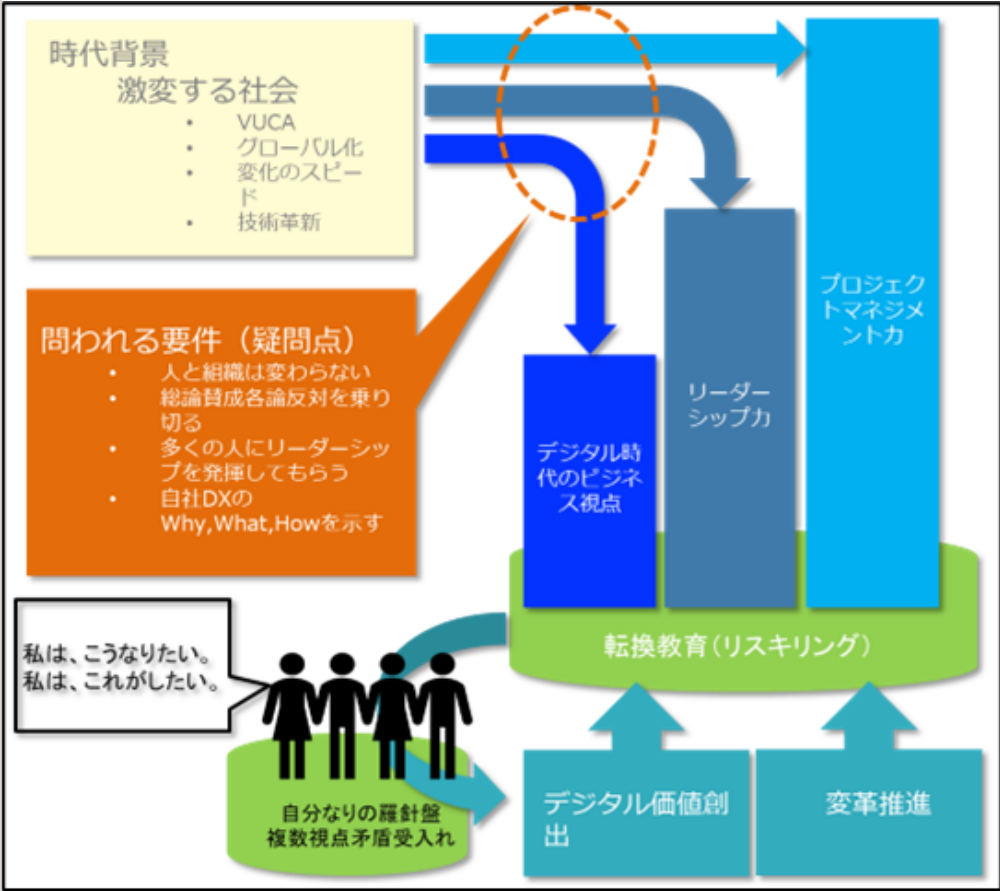 時代背景
激変する社会
• VUCA
• グローバル化
• 変化のスピー
ド
• 技術革新
問われる要件（疑問点）
• 人と組織は変わらない
• 総論賛成各論反対を乗り
切る
• 多くの人にリーダーシッ
プを発揮してもらう
• 自社DXの
Why,What,Howを示す
デジタル時
代のビジネ
ス視点
リーダー
シップ力
プロジェク
トマネジメ
ント力
転換教育（リスキリング）
私は、こうなりたい。
私は、これがしたい。
自分なりの羅針盤
複数視点矛盾受入れ
デジタル価値創
出
変革推進